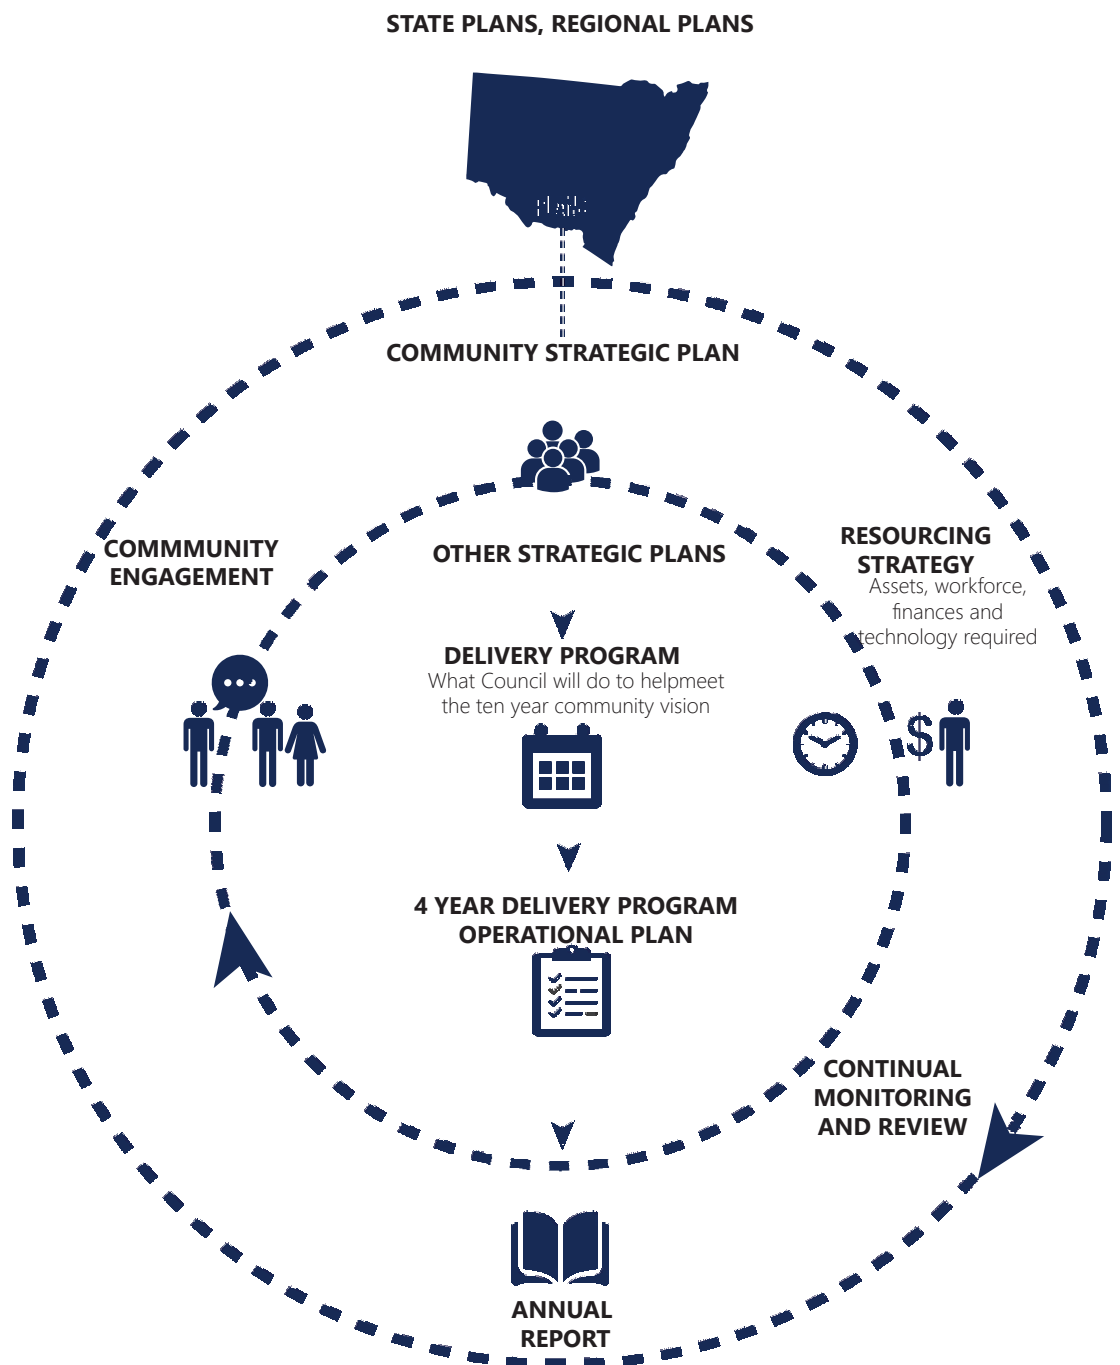 STATE PLANS, REGIONAL PLANS
COMMUNITY STRATEGIC PLAN
COMMMUNITY
ENGAGEMENT
OTHER STRATEGIC PLANS
RESOURCING
STRATEGY
Assets, workforce,
finances and
technology required
DELIVERY PROGRAM
What Council will do to helpmeet
the ten year community vision
$
4 YEAR DELIVERY PROGRAM
OPERATIONAL PLAN
CONTINUAL
MONITORING
AND REVIEW
ANNUAL
REPORT